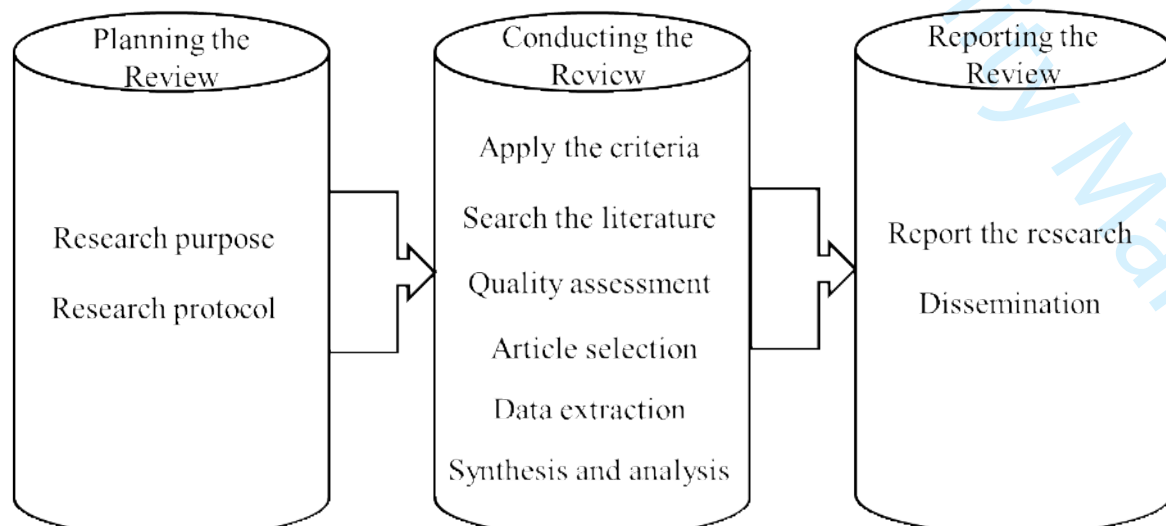 Planning the
Review
Research purpose
Research protocol
Conducting the
Review
Apply the criteria
Search the literature
Quality assessment
Article selection
Data extraction
Synthesis and analysis
Reporting the
Review
Report the research
Dissemination